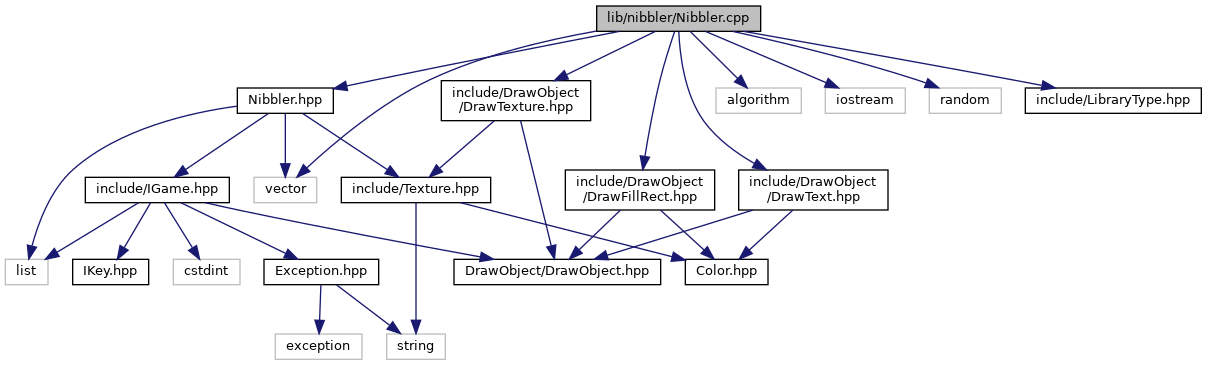 lib/nibbler/Nibbler.cpp
Nibbler.hpp
include/DrawObject
/DrawTexture.hpp
algorithm
iostream
random
include/LibraryType.hpp
include/IGame.hpp
vector
include/Texture.hpp
include/DrawObject
/DrawFillRect.hpp
include/DrawObject
/DrawText.hpp
list
IKey.hpp
cstdint
Exception.hpp
DrawObject/DrawObject.hpp
Color.hpp
exception
string